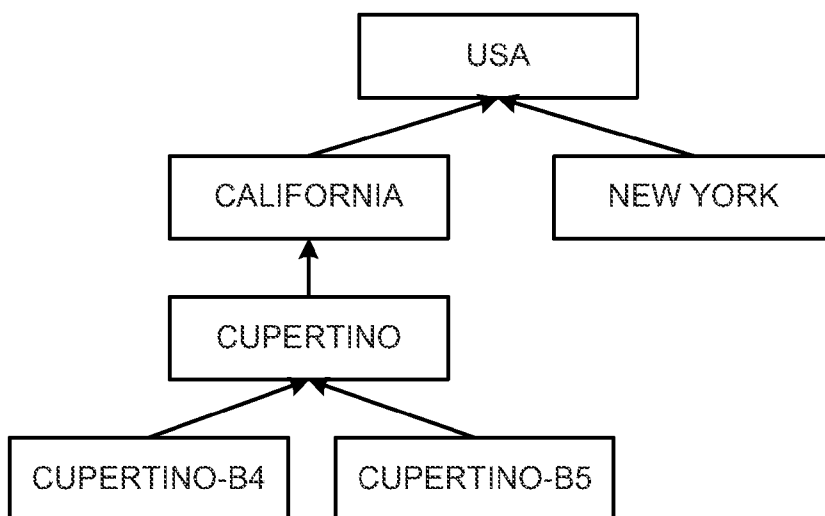 USA
CALIFORNIA
NEW YORK
CUPERTINO
CUPERTINO-B4
CUPERTINO-B5